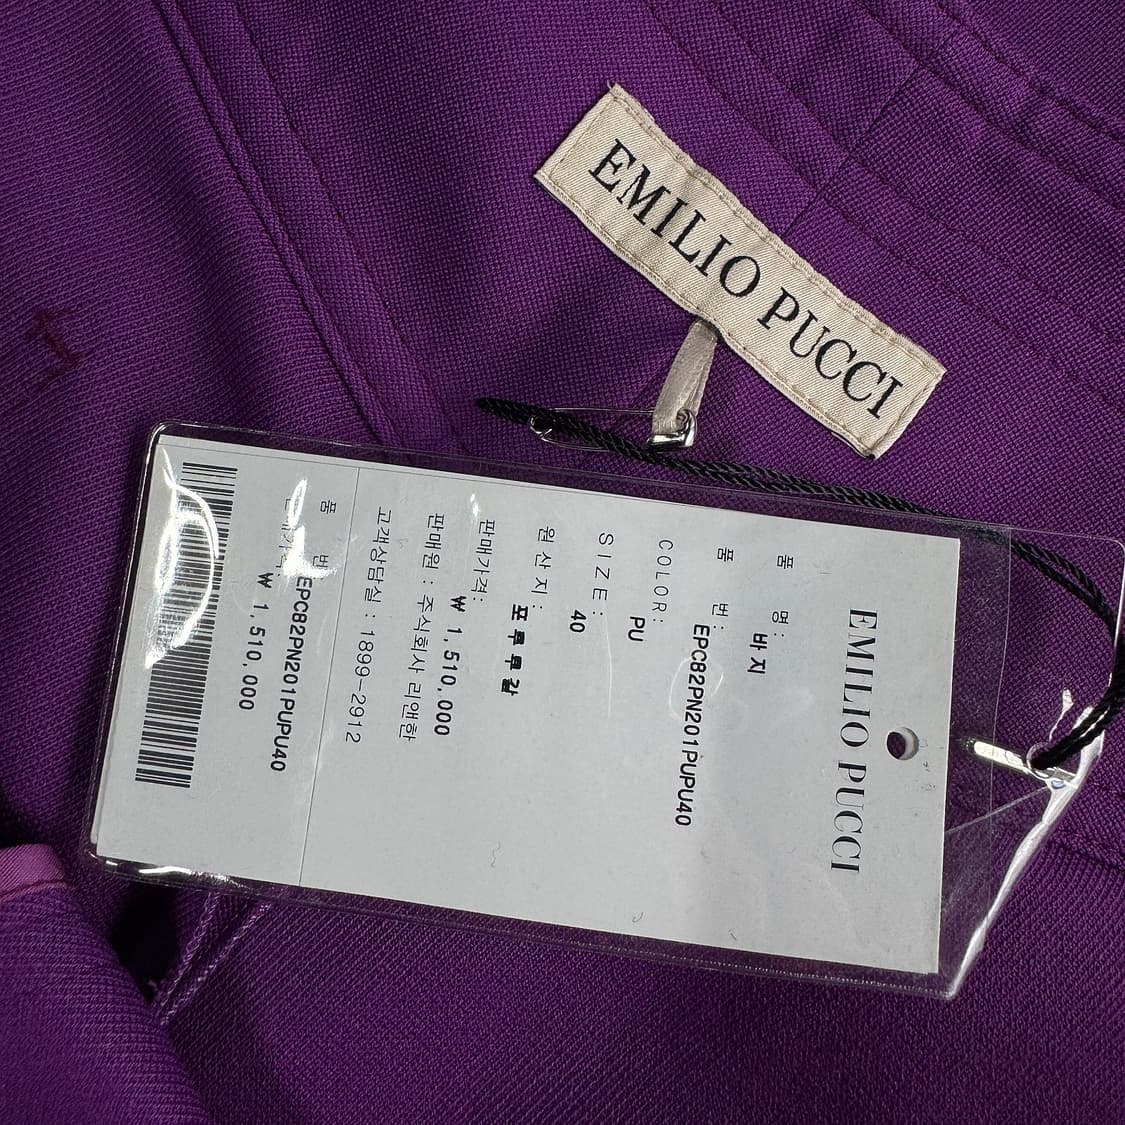 EMILIO PUCCI
EMILIO PUCCI
품 명: 바지
품 번: EPC82PN201PUPU40
COLOR: PU
SIZE: 40
원산지: 포르투갈
판매가격: ₩ 1,510,000
판매원: 주식회사 리앤한
고객상담실: 1899-2912
품 번: EPC82PN201PUPU40
₩ 1,510,000